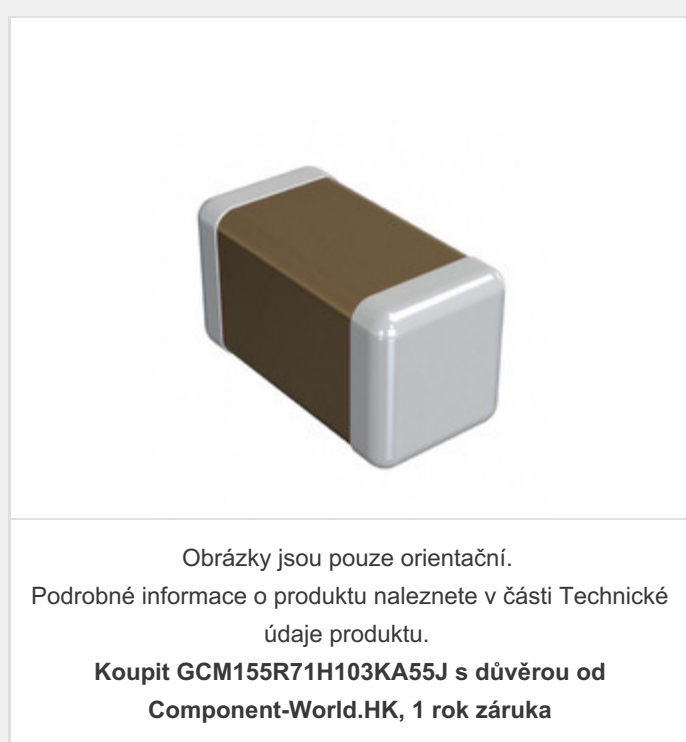 Obrázky jsou pouze orientační.
Podrobné informace o produktu naleznete v části Technické
údaje produktu.
Koupit GCM155R71H103KA55J s důvěrou od
Component-World.HK, 1 rok záruka